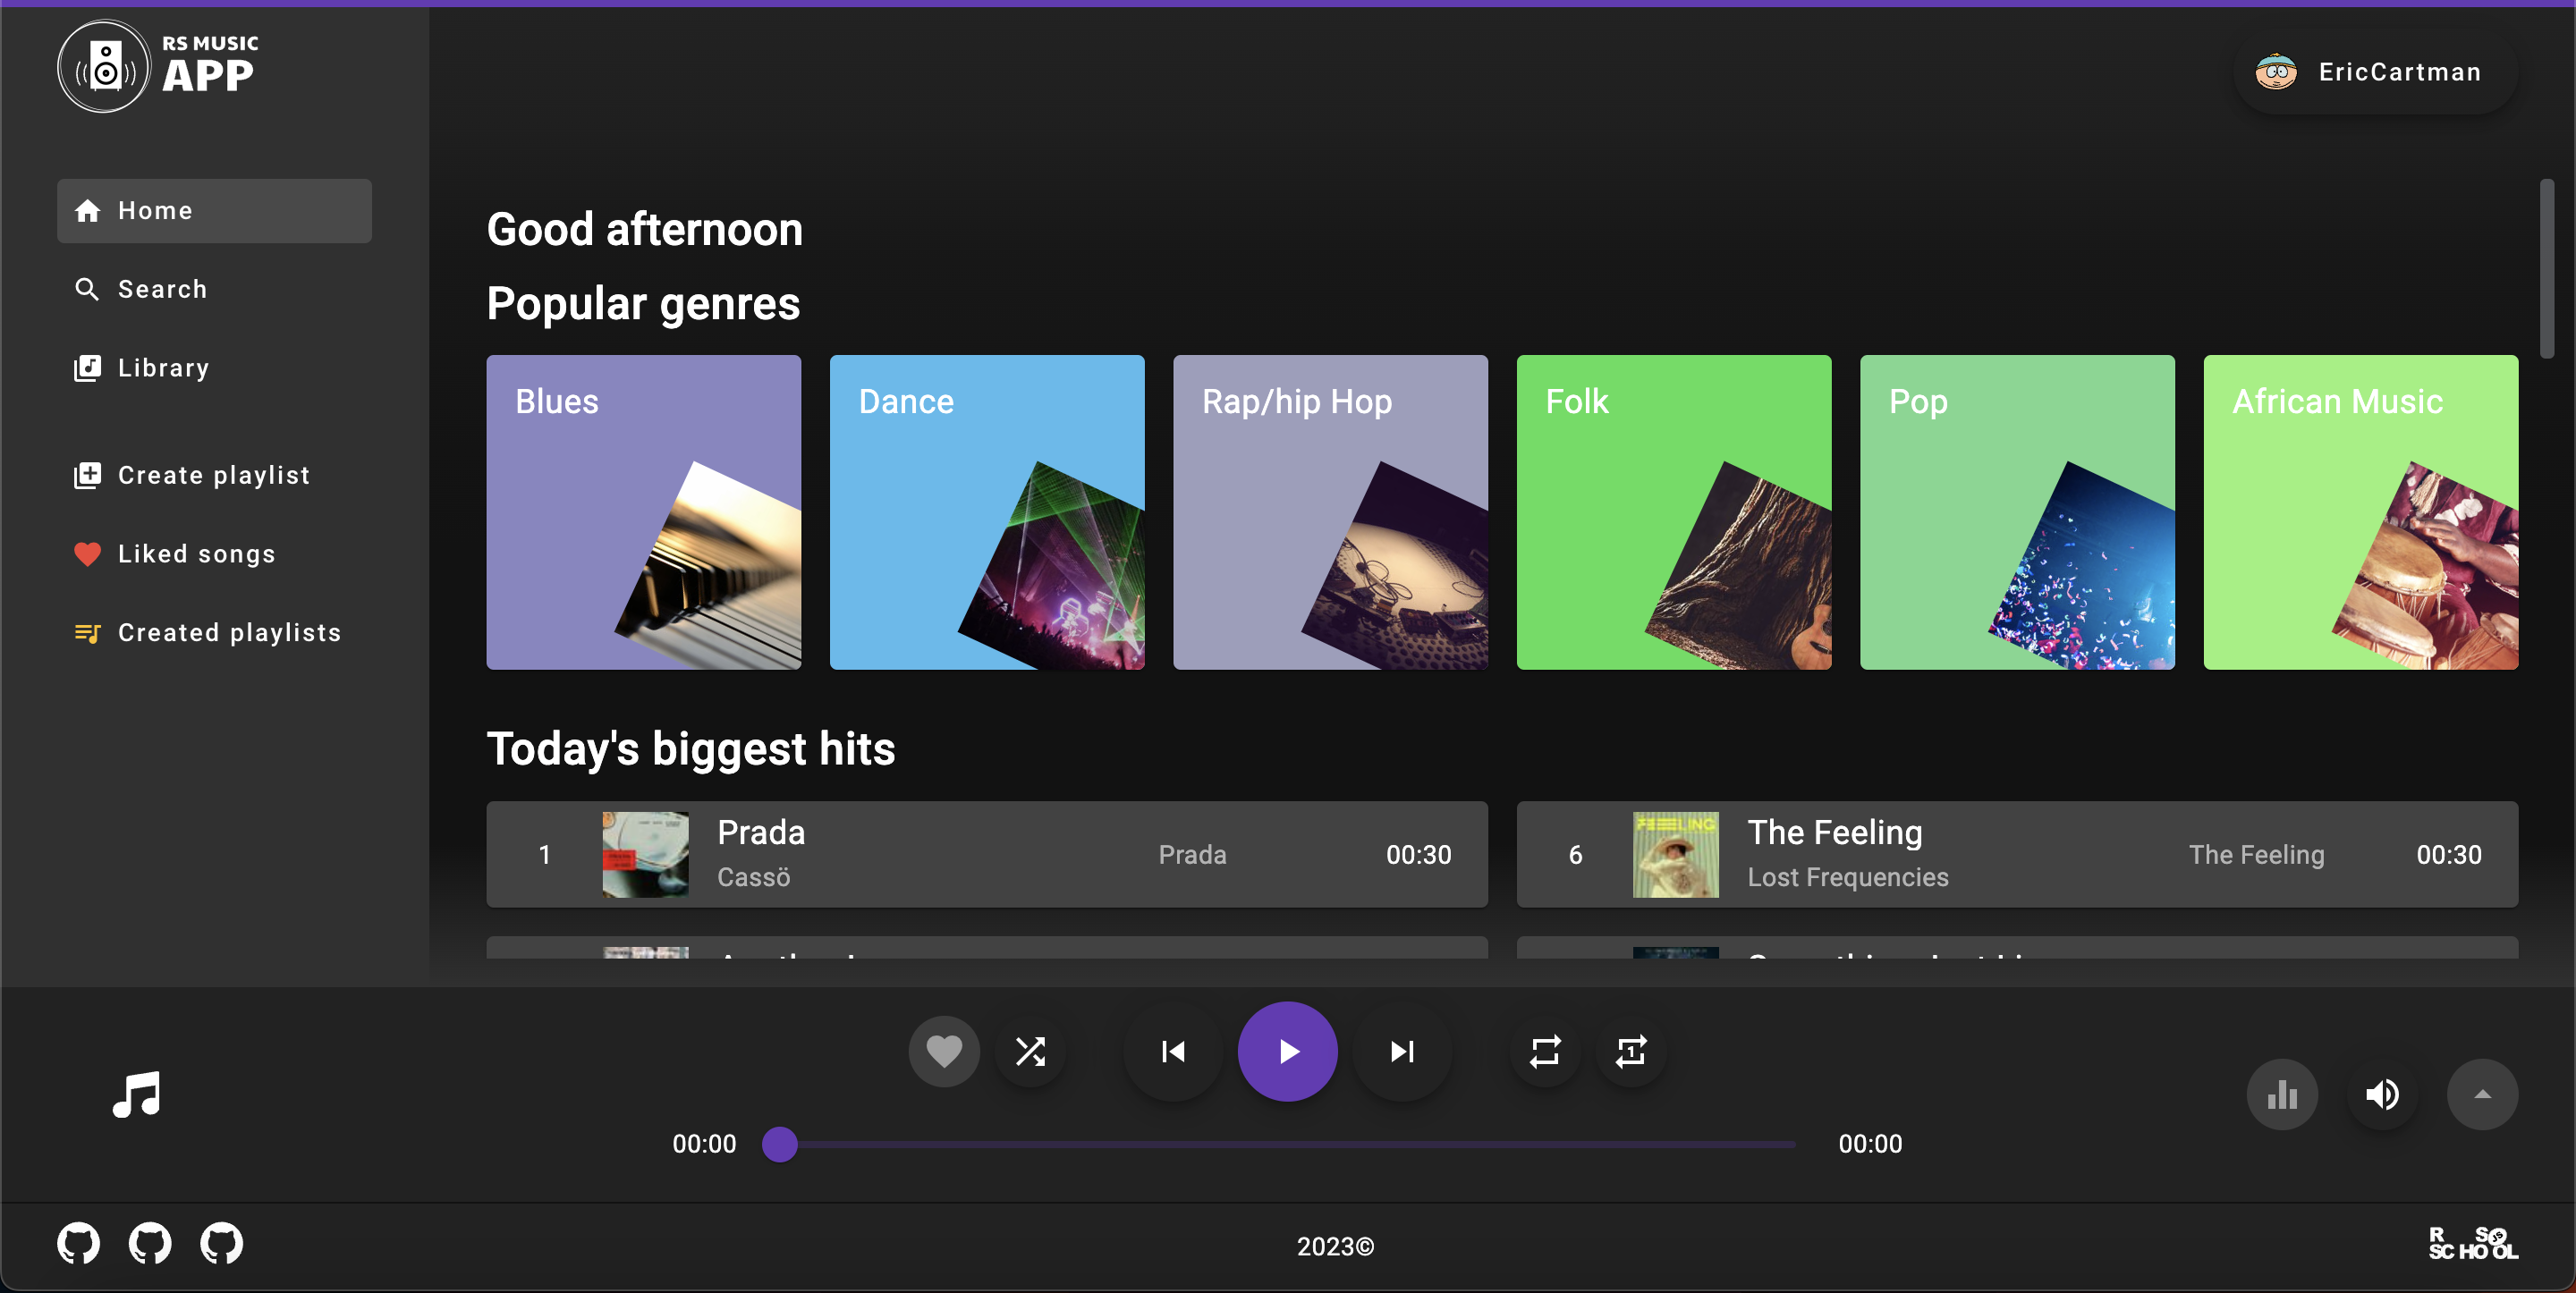 RS MUSIC
APP
EricCartman
Home
Search
Library
Create playlist
Liked songs
Created playlists
Good afternoon
Popular genres
Blues
Dance
Rap/hip Hop
Folk
Pop
African Music
Today's biggest hits
1
Prada
Cassö
Prada
00:30
6
FEELING
The Feeling
Lost Frequencies
The Feeling
00:30
1
00:00
00:00
2023©
RS
SCHOOL